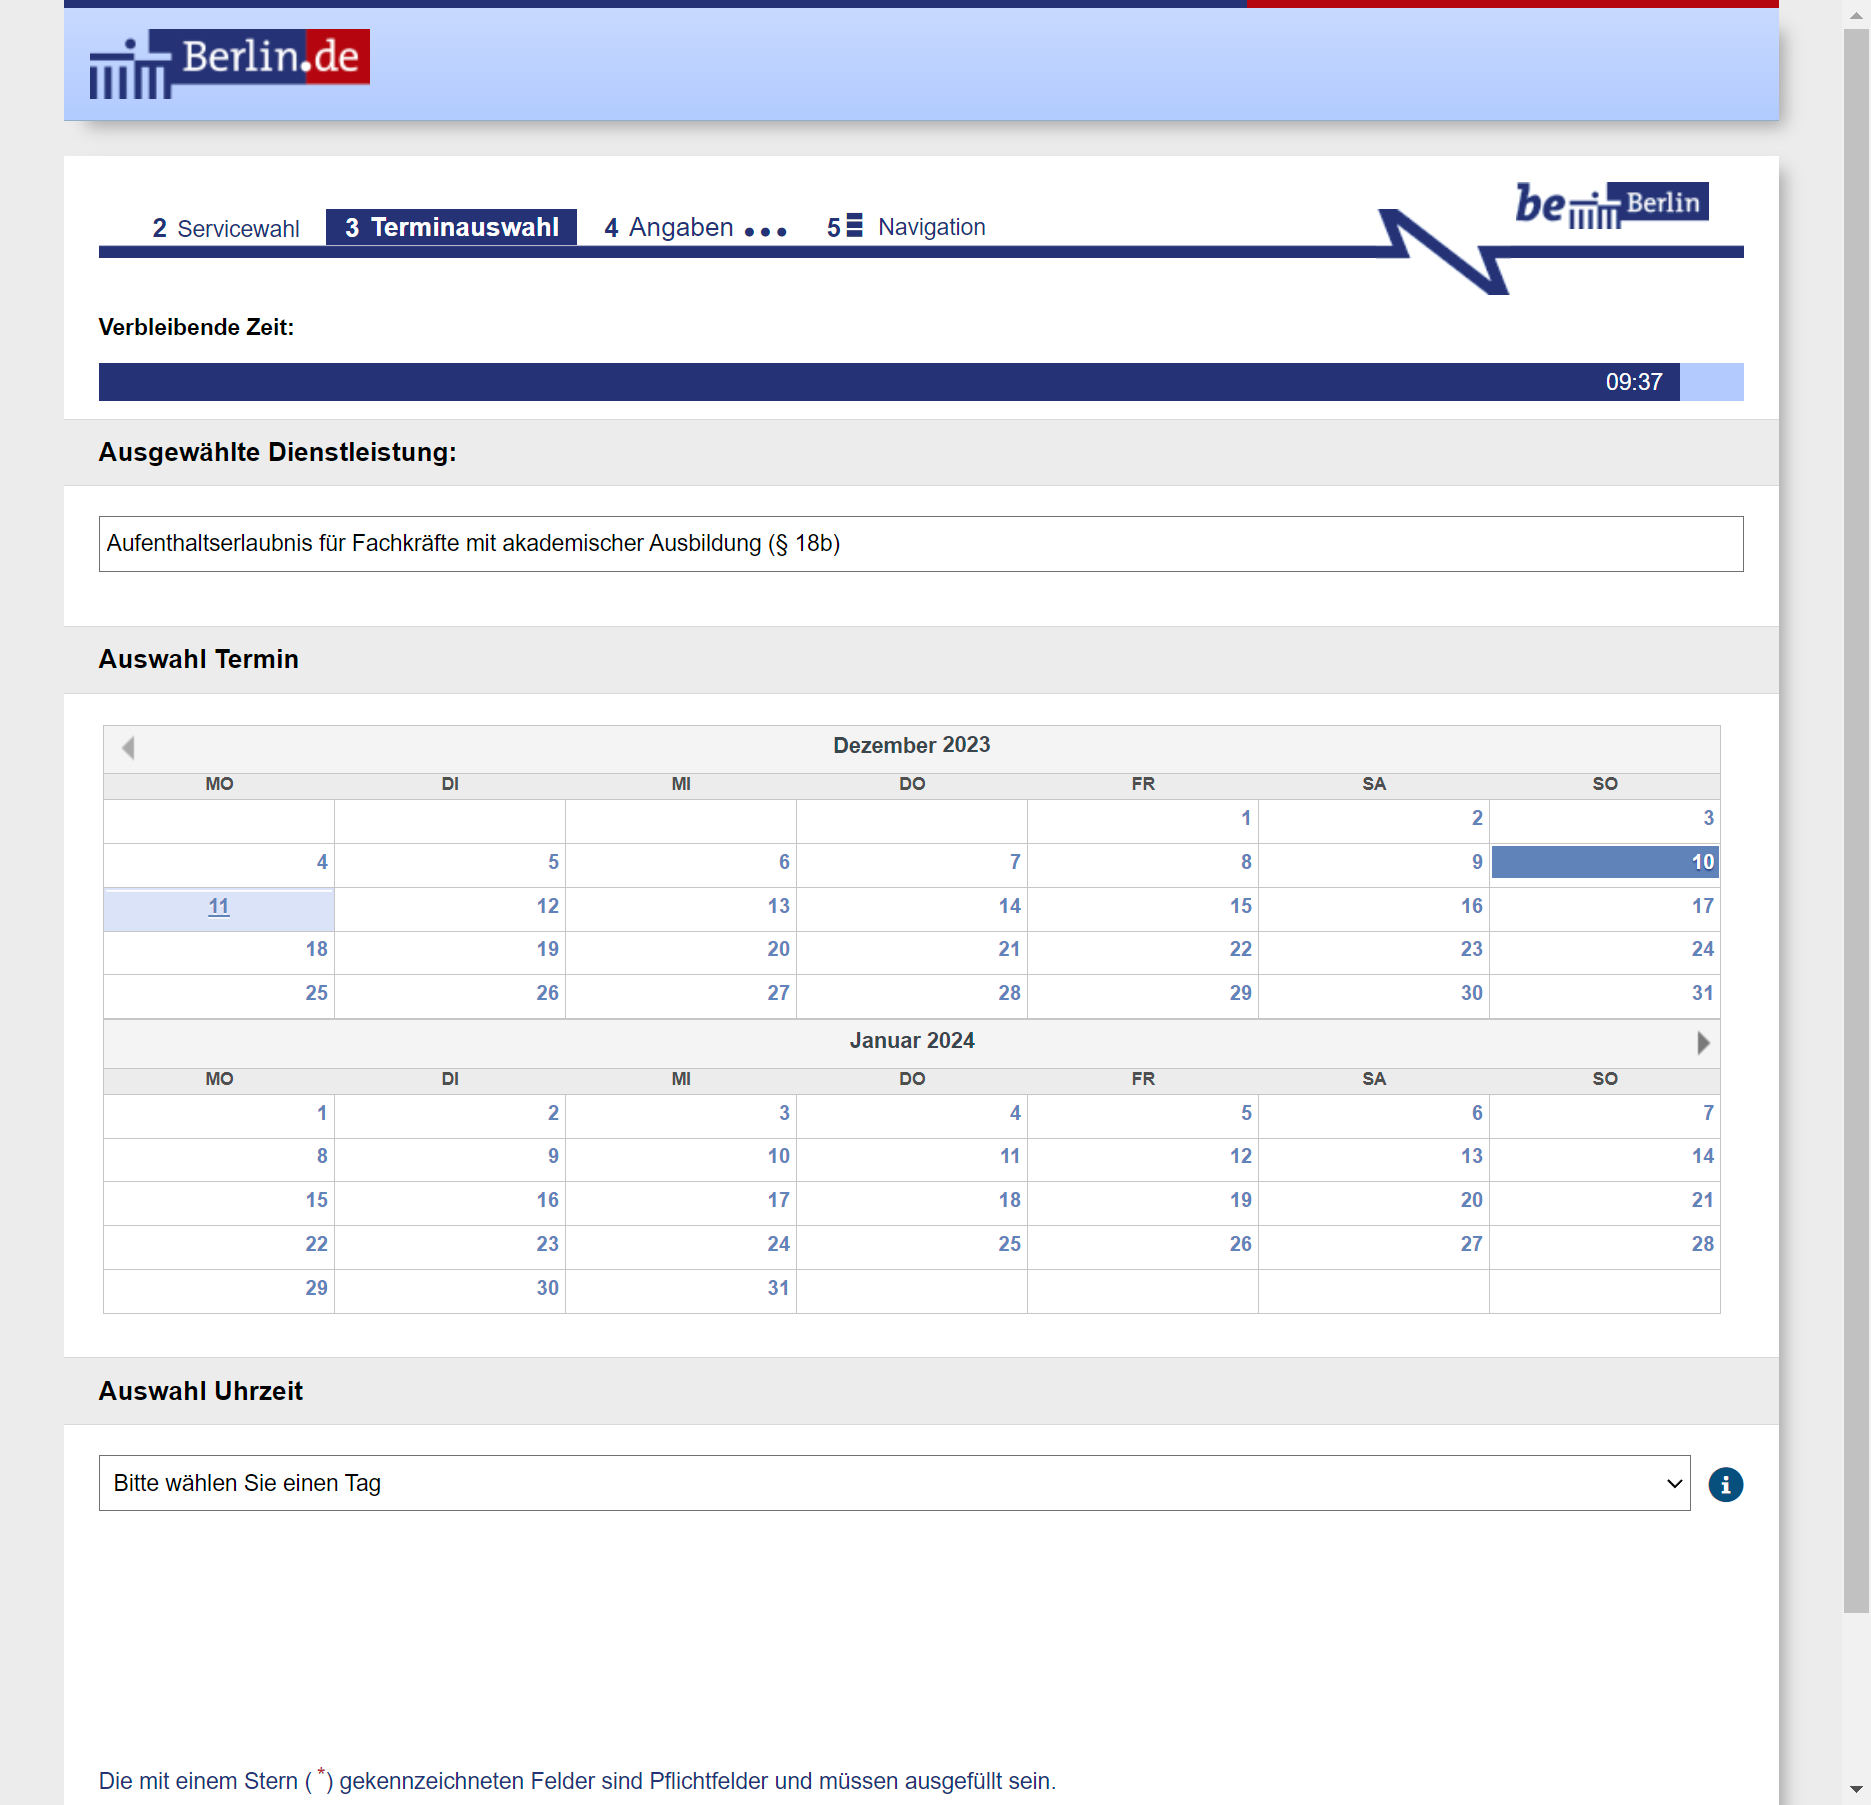 Berlin.de
be Berlin
2 Servicewahl 3 Terminauswahl 4 Angaben 5 Navigation
Verbleibende Zeit:
09:37
Ausgewählte Dienstleistung:
Aufenthaltserlaubnis für Fachkräfte mit akademischer Ausbildung (§ 18b)
Auswahl Termin
Dezember 2023
MO DI MI DO FR SA SO
1 2 3
4 5 6 7 8 9 10
11 12 13 14 15 16 17
18 19 20 21 22 23 24
25 26 27 28 29 30 31
Januar 2024
MO DI MI DO FR SA SO
1 2 3 4 5 6 7
8 9 10 11 12 13 14
15 16 17 18 19 20 21
22 23 24 25 26 27 28
29 30 31
Auswahl Uhrzeit
Bitte wählen Sie einen Tag
Die mit einem Stern ( *) gekennzeichneten Felder sind Pflichtfelder und müssen ausgefüllt sein.